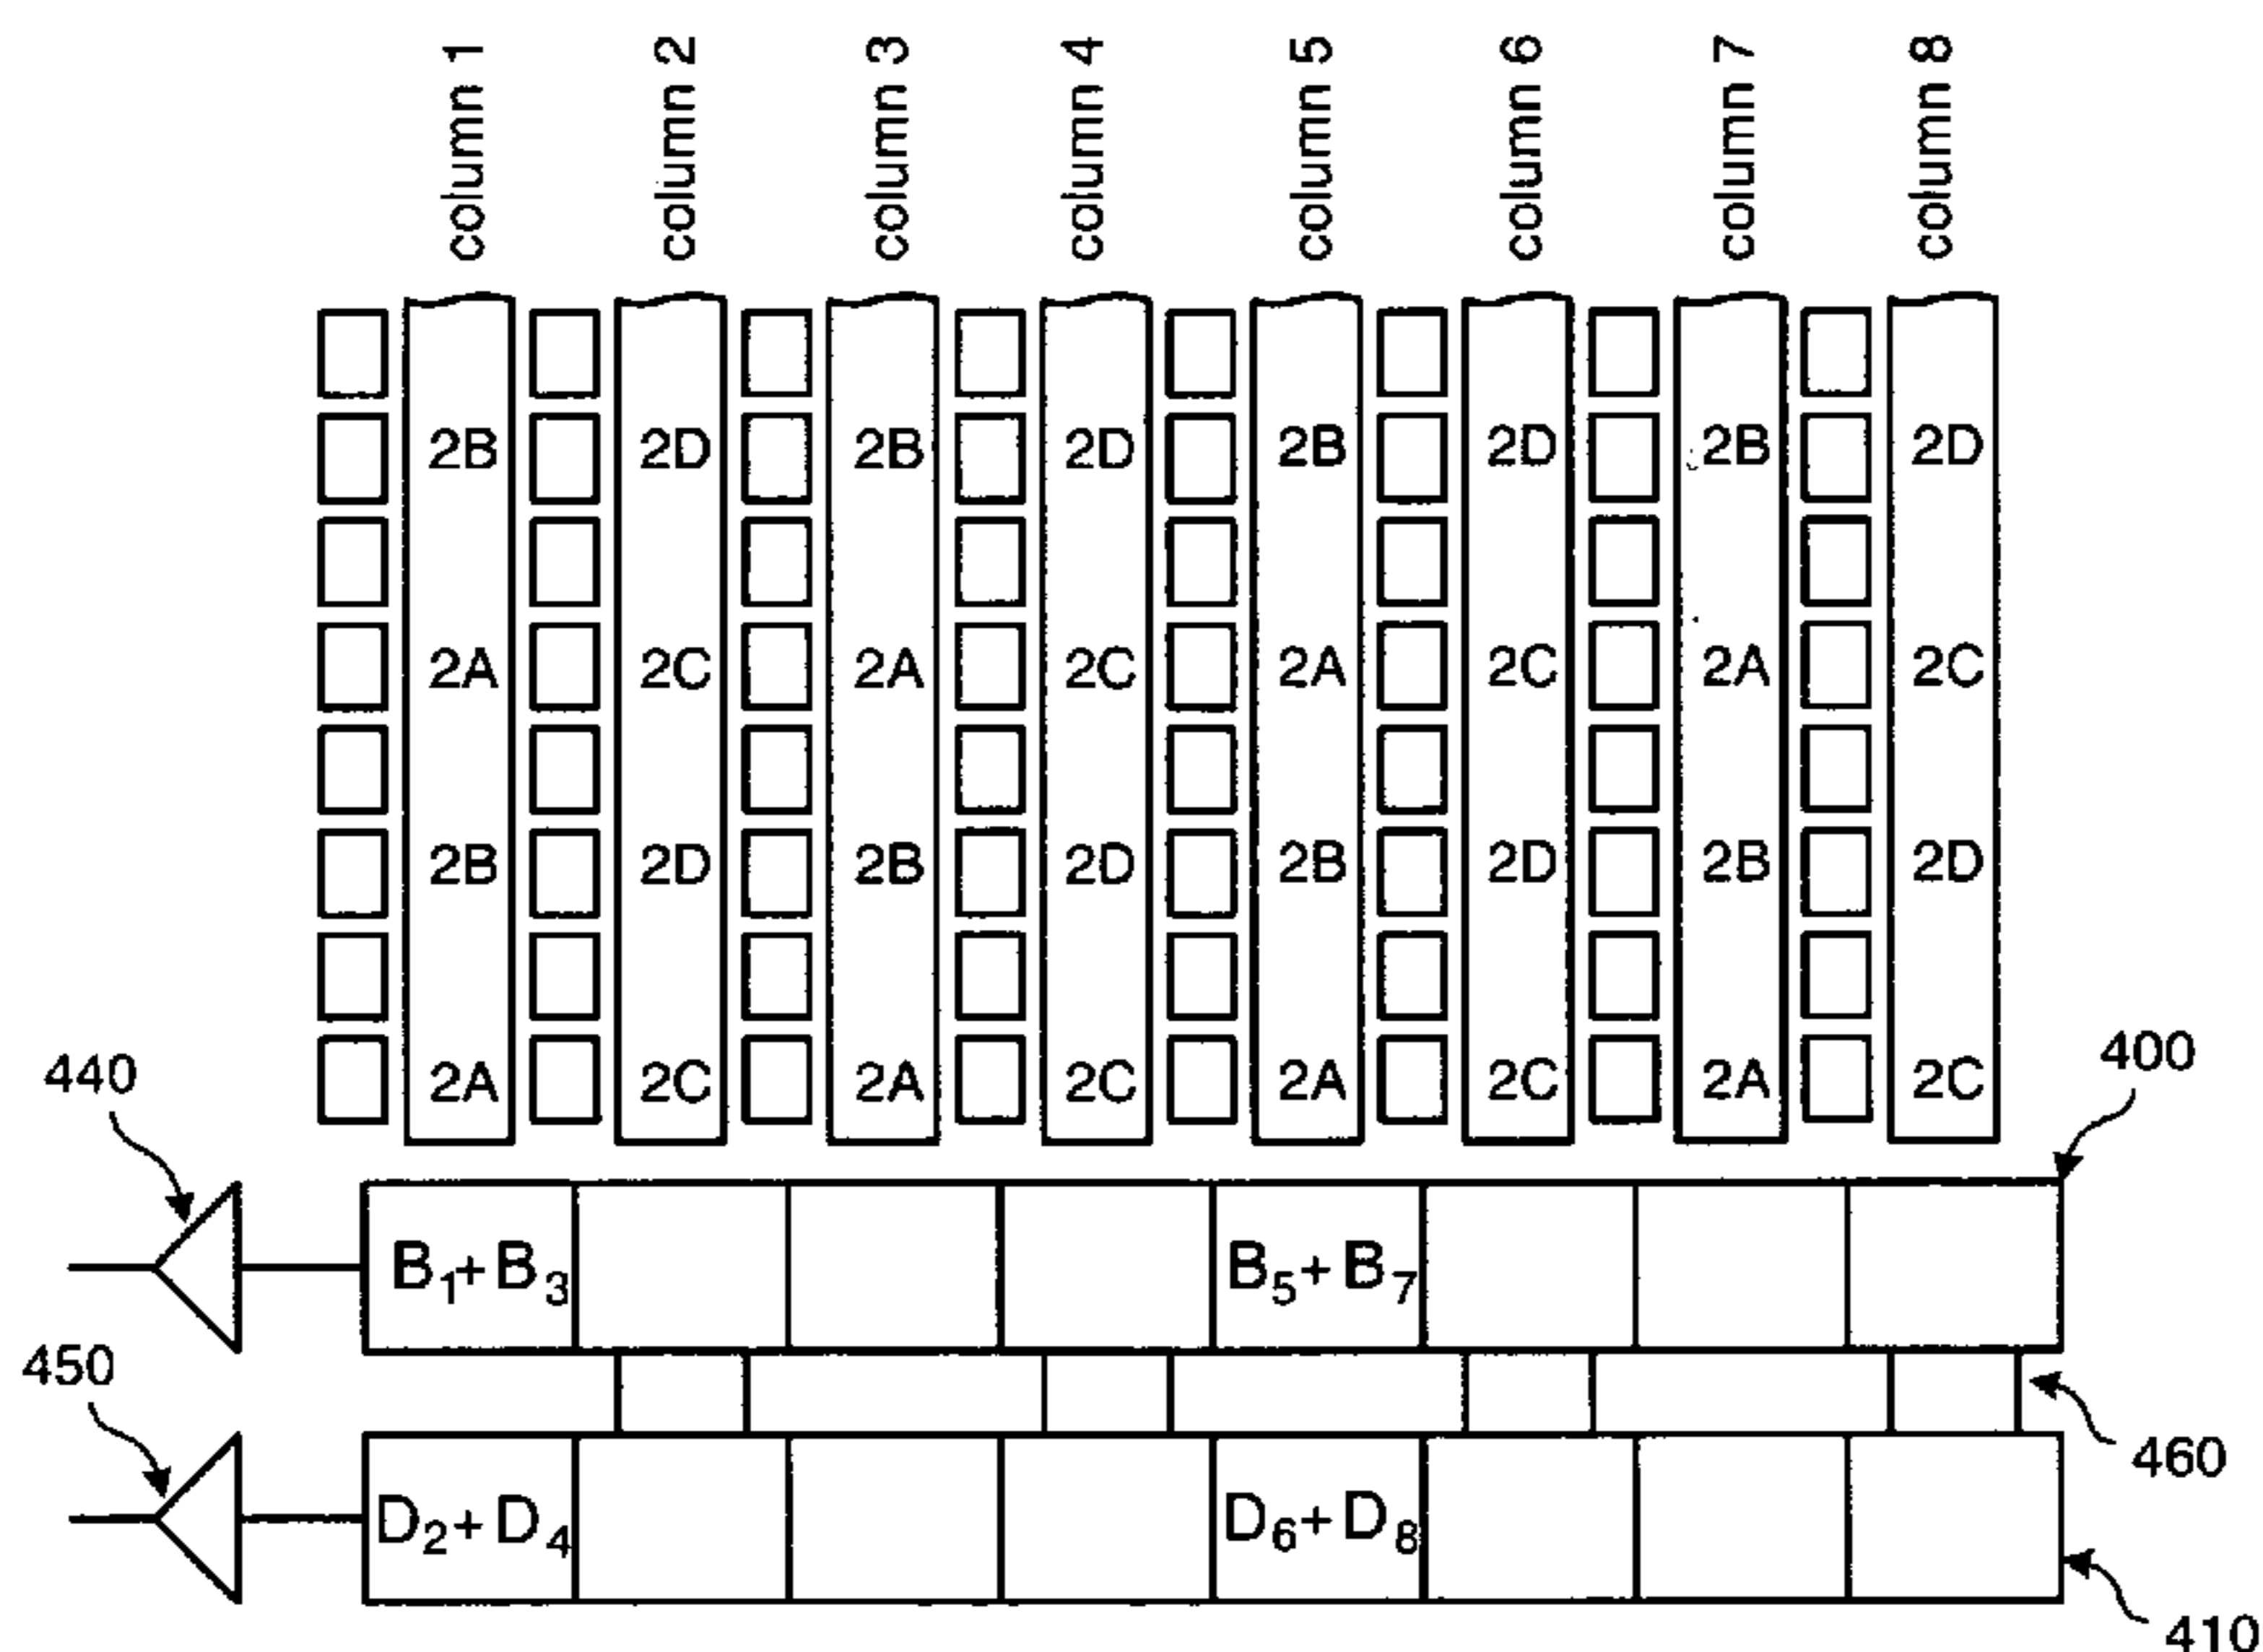 column 1 column 2 column 3 column 4 column 5 column 6 column 7 column 8
2B 2D 2B 2D 2B 2D 2B 2D
2A 2C 2A 2C 2A 2C 2A 2C
2B 2D 2B 2D 2B 2D 2B 2D
2A 2C 2A 2C 2A 2C 2A 2C
440 400
B₁+B₃ B₅+B₇
450 460
D₂+D₄ D₆+D₈
410